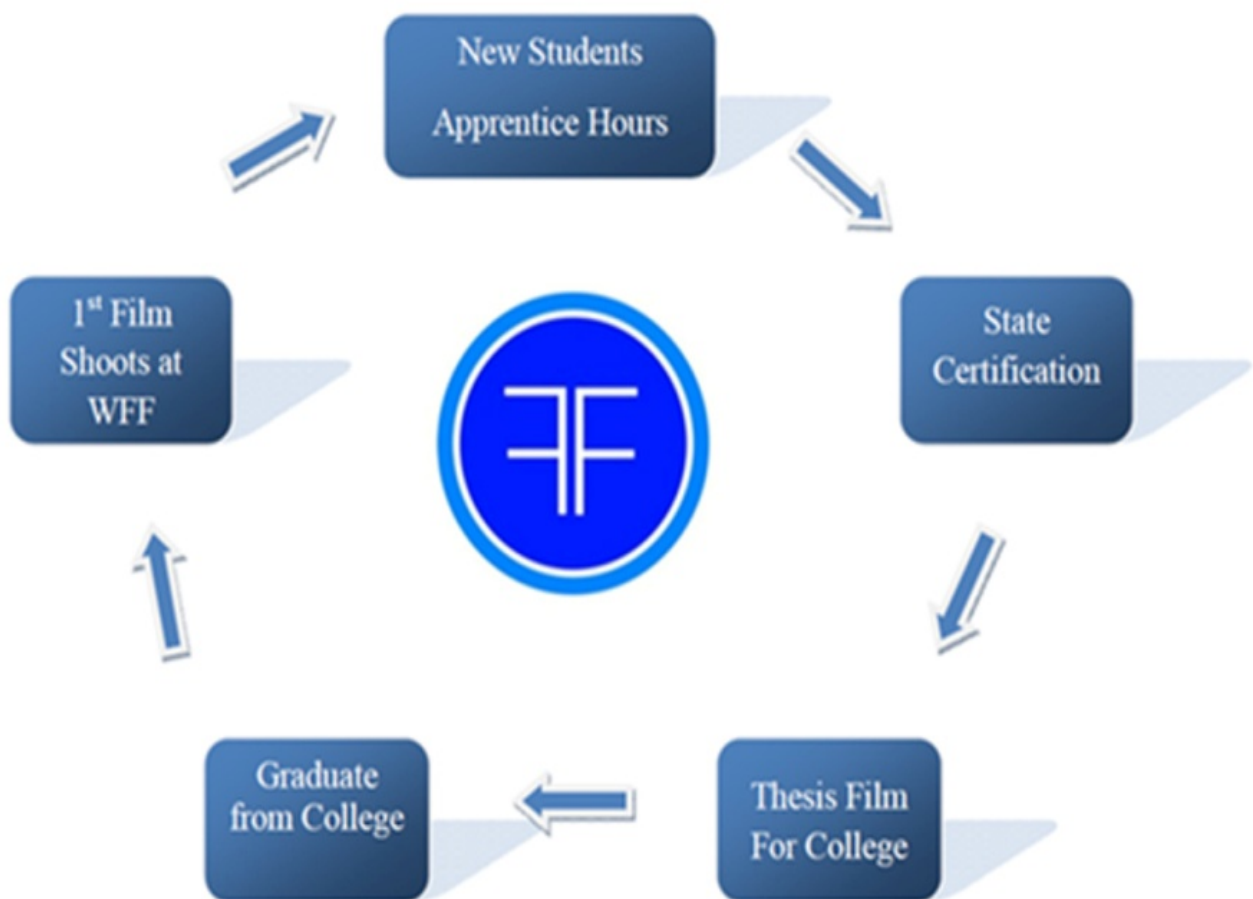 New Students
Apprentice Hours
State
Certification
Thesis Film
For College
Graduate
from College
1st Film
Shoots at
WFF